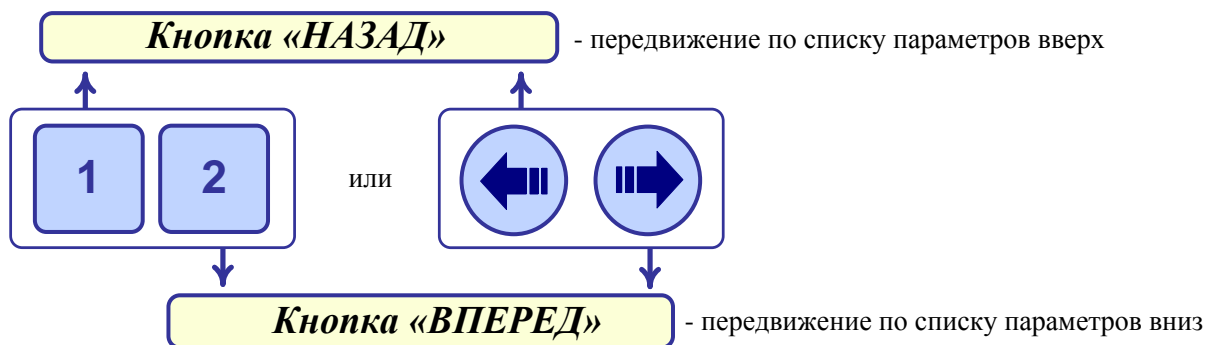 Кнопка «НАЗАД» - передвижение по списку параметров вверх
1 2 или
Кнопка «ВПЕРЕД» - передвижение по списку параметров вниз